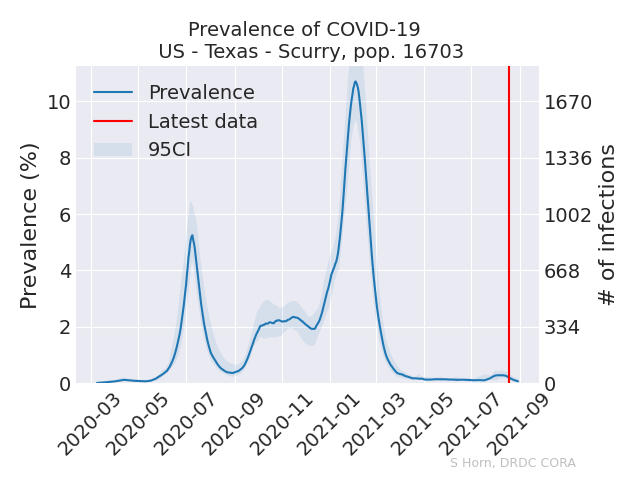 Prevalence of COVID-19
US - Texas - Scurry, pop. 16703
Prevalence
Latest data
95CI
Prevalence (%)
10
8
6
4
2
0
1670
1336
1002
668
334
0
# of infections
2020-03
2020-05
2020-07
2020-09
2020-11
2021-01
2021-03
2021-05
2021-07
2021-09
S Horn, DRDC CORA